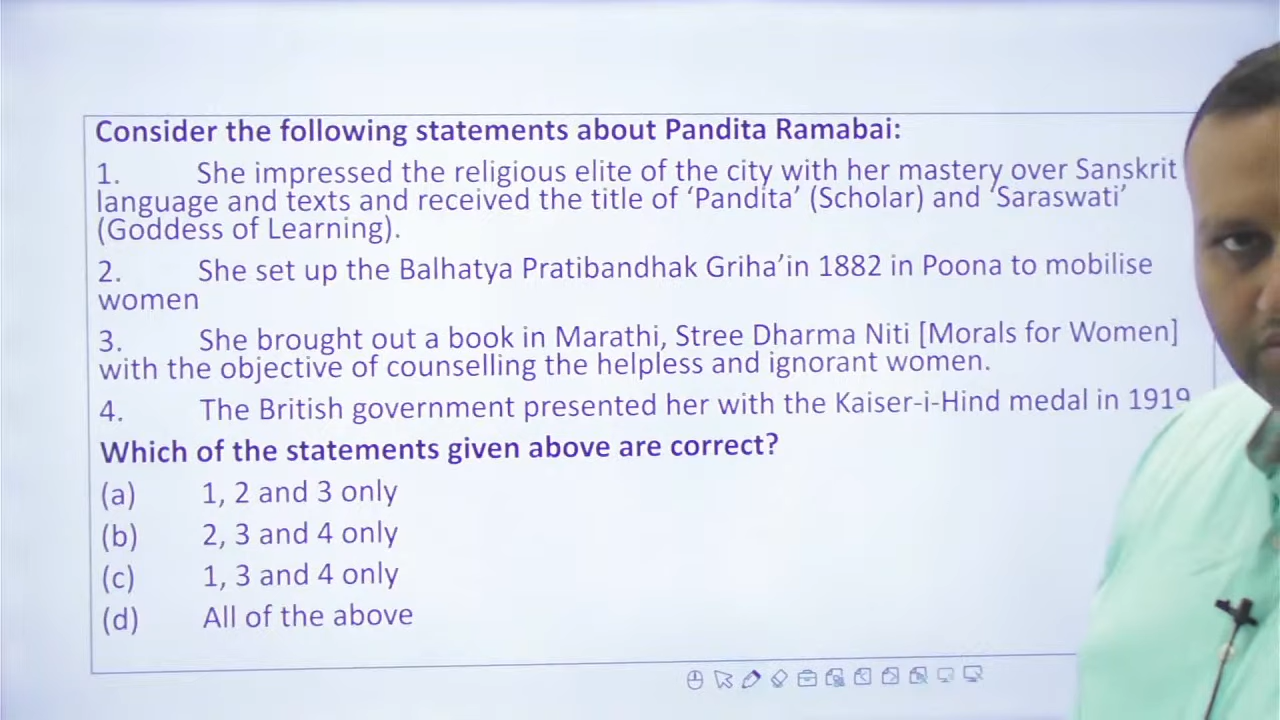 Consider the following statements about Pandita Ramabai:
1. She impressed the religious elite of the city with her mastery over Sanskrit
language and texts and received the title of ‘Pandita’ (Scholar) and ‘Saraswati’
(Goddess of Learning).
2. She set up the Balhatya Pratibandhak Griha’in 1882 in Poona to mobilise
women
3. She brought out a book in Marathi, Stree Dharma Niti [Morals for Women]
with the objective of counselling the helpless and ignorant women.
4. The British government presented her with the Kaiser-i-Hind medal in 1919
Which of the statements given above are correct?
(a) 1, 2 and 3 only
(b) 2, 3 and 4 only
(c) 1, 3 and 4 only
(d) All of the above